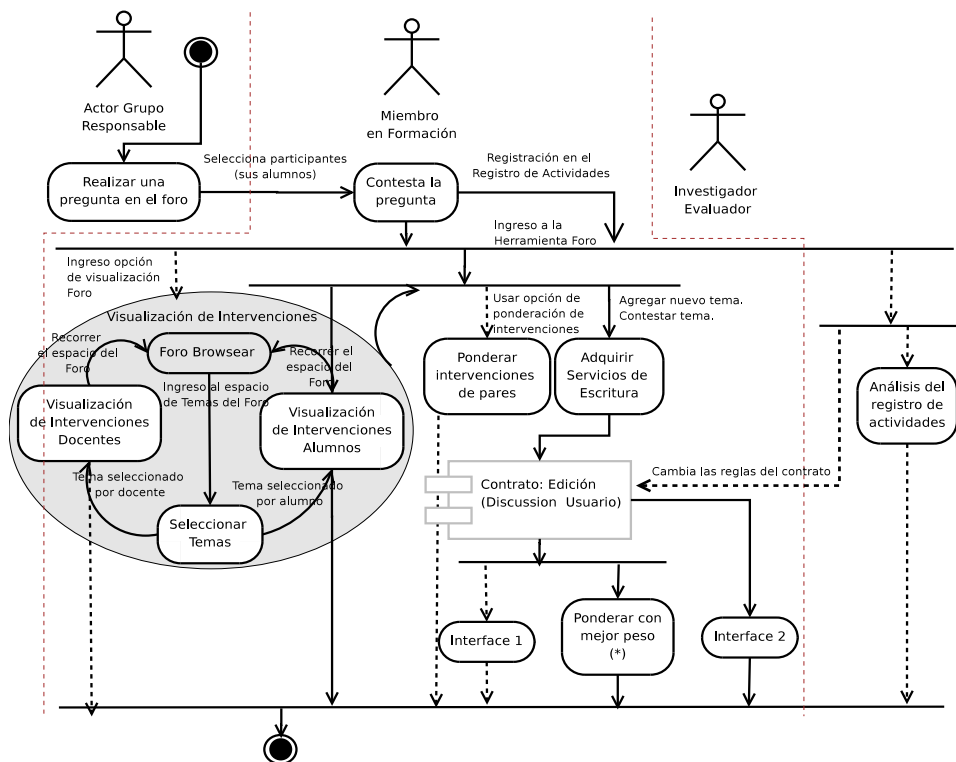 Actor Grupo
Responsable
Miembro
en Formación
Investigador
Evaluador
Realizar una
pregunta en el foro
Selecciona participantes
(sus alumnos)
Contesta la
pregunta
Registración en el
Registro de Actividades
Ingreso a la
Herramienta Foro
Ingreso opción
de visualización
Foro
Visualización de Intervenciones
Usar opción de
ponderación de
intervenciones
Agregar nuevo tema.
Contestar tema.
Recorrer
el espacio del
Foro
Foro Browsear
Recorrer el
espacio del
Foro
Ingreso al espacio
de Temas del Foro
Ponderar
intervenciones
de pares
Adquirir
Servicios de
Escritura
Análisis del
registro de
actividades
Visualización
de Intervenciones
Docentes
Visualización
de Intervenciones
Alumnos
Tema seleccionado
por docente
Tema seleccionado
por alumno
Seleccionar
Temas
Contrato: Edición
(Discussion Usuario)
Cambia las reglas del contrato
Interface 1
Ponderar con
mejor peso
(*)
Interface 2